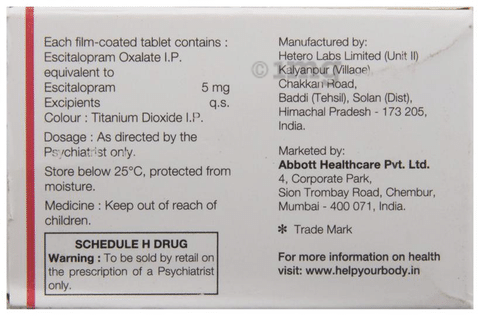 Each film-coated tablet contains :
Escitalopram Oxalate I.P.
equivalent to
Escitalopram 5 mg
Excipients q.s.
Colour : Titanium Dioxide I.P.
Dosage : As directed by the
Psychiatrist only.
Store below 25°C, protected from
moisture.
Medicine : Keep out of reach of
children.
SCHEDULE H DRUG
Warning : To be sold by retail on
the prescription of a Psychiatrist
only.
Manufactured by:
Hetero Labs Limited (Unit II)
Kalyanpur (Village)
Chakkan Road,
Baddi (Tehsil), Solan (Dist),
Himachal Pradesh - 173 205,
India.
Marketed by:
Abbott Healthcare Pvt. Ltd.
4, Corporate Park,
Sion Trombay Road, Chembur,
Mumbai - 400 071, India.
* Trade Mark
For more information on health
visit: www.helpyourbody.in